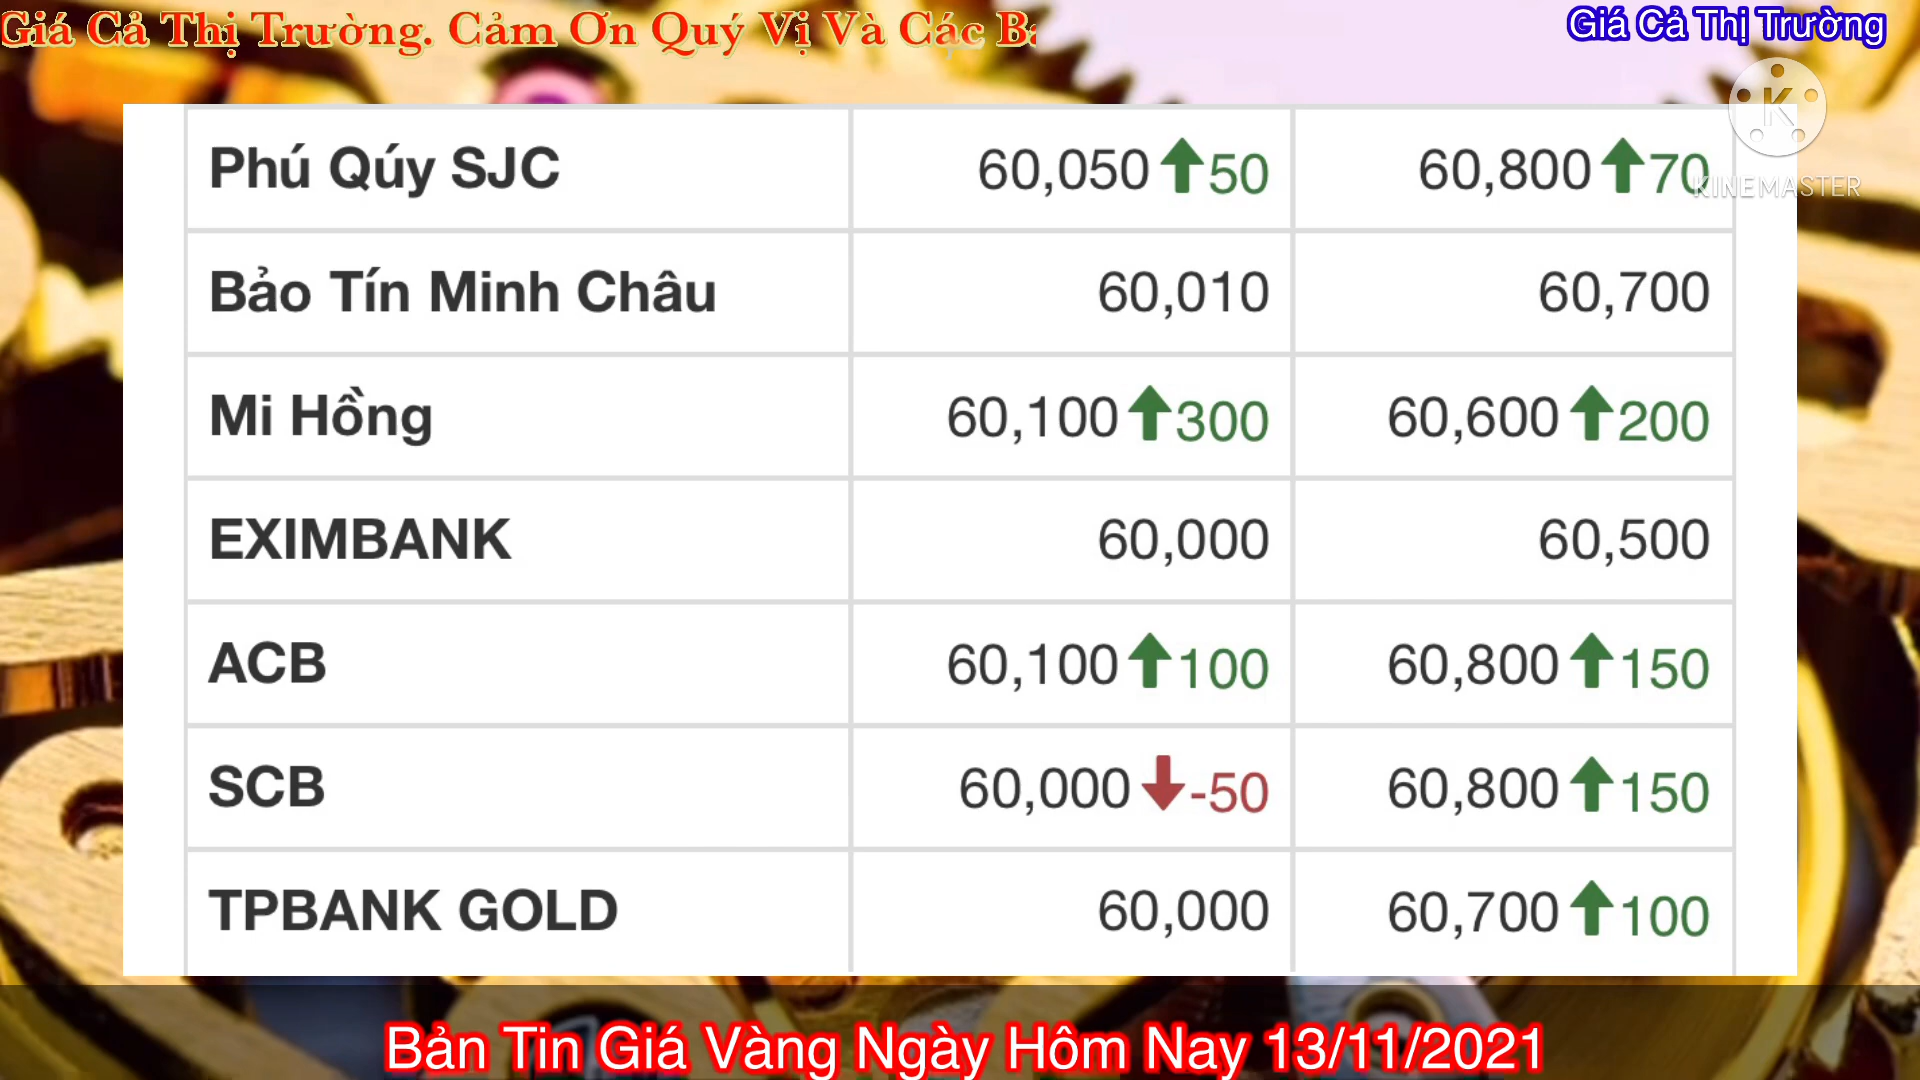 Giá Cả Thị Trường. Cảm Ơn Quý Vị Và Các
Giá Cả Thị Trường
K
KINEMASTER
Phú Qúy SJC 60,050 50 60,800 70
Bảo Tín Minh Châu 60,010 60,700
Mi Hồng 60,100 300 60,600 200
EXIMBANK 60,000 60,500
ACB 60,100 100 60,800 150
SCB 60,000 -50 60,800 150
TPBANK GOLD 60,000 60,700 100
Bản Tin Giá Vàng Ngày Hôm Nay 13/11/2021